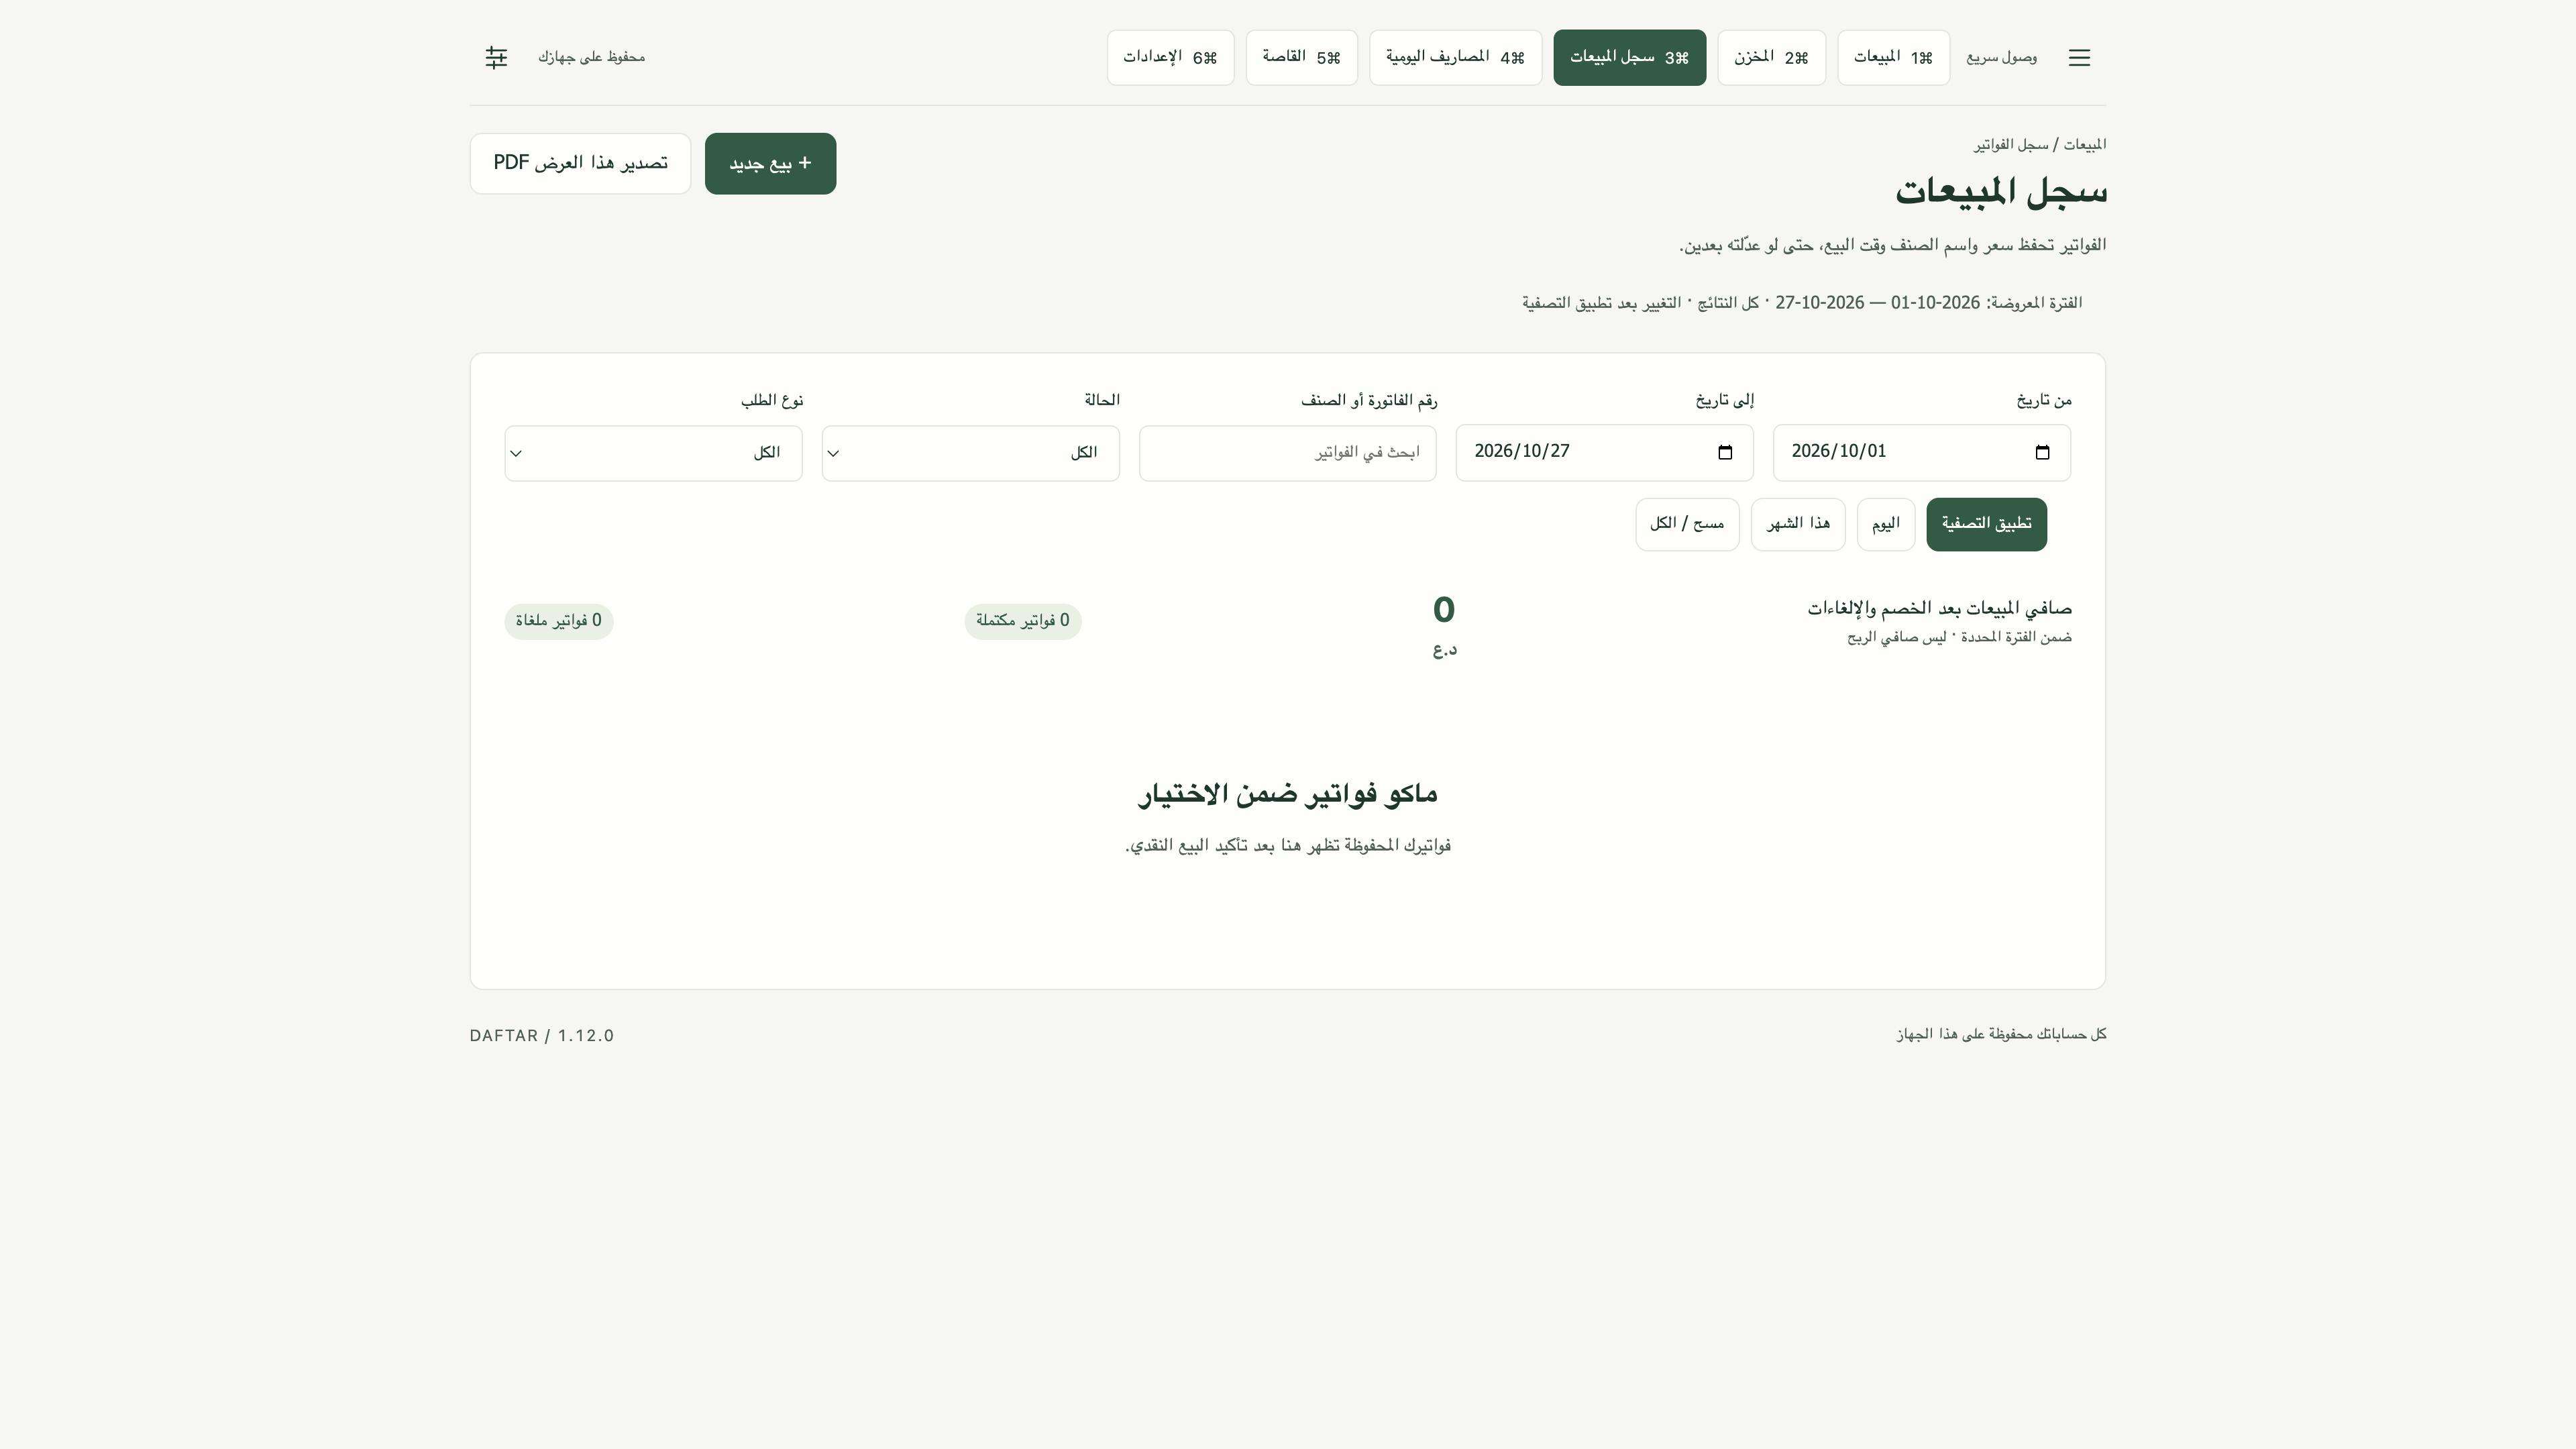 وصول سريع
⌘1 المبيعات
⌘2 المخزن
⌘3 سجل المبيعات
⌘4 المصاريف اليومية
⌘5 القاصة
⌘6 الإعدادات
محفوظ على جهازك
المبيعات / سجل الفواتير
سجل المبيعات
+ بيع جديد
تصدير هذا العرض PDF
الفواتير تحفظ سعر واسم الصنف وقت البيع، حتى لو عدّلته بعدين.
الفترة المعروضة: 2026-10-01 — 2026-10-27 · كل النتائج · التغيير بعد تطبيق التصفية
من تاريخ
2026/10/01
إلى تاريخ
2026/10/27
رقم الفاتورة أو الصنف
ابحث في الفواتير
الحالة
الكل
نوع الطلب
الكل
تطبيق التصفية
اليوم
هذا الشهر
مسح / الكل
صافي المبيعات بعد الخصم والإلغاءات
ضمن الفترة المحددة · ليس صافي الربح
0
د.ع
0 فواتير مكتملة
0 فواتير ملغاة
ماكو فواتير ضمن الاختيار
فواتيرك المحفوظة تظهر هنا بعد تأكيد البيع النقدي.
كل حساباتك محفوظة على هذا الجهاز
DAFTAR / 1.12.0